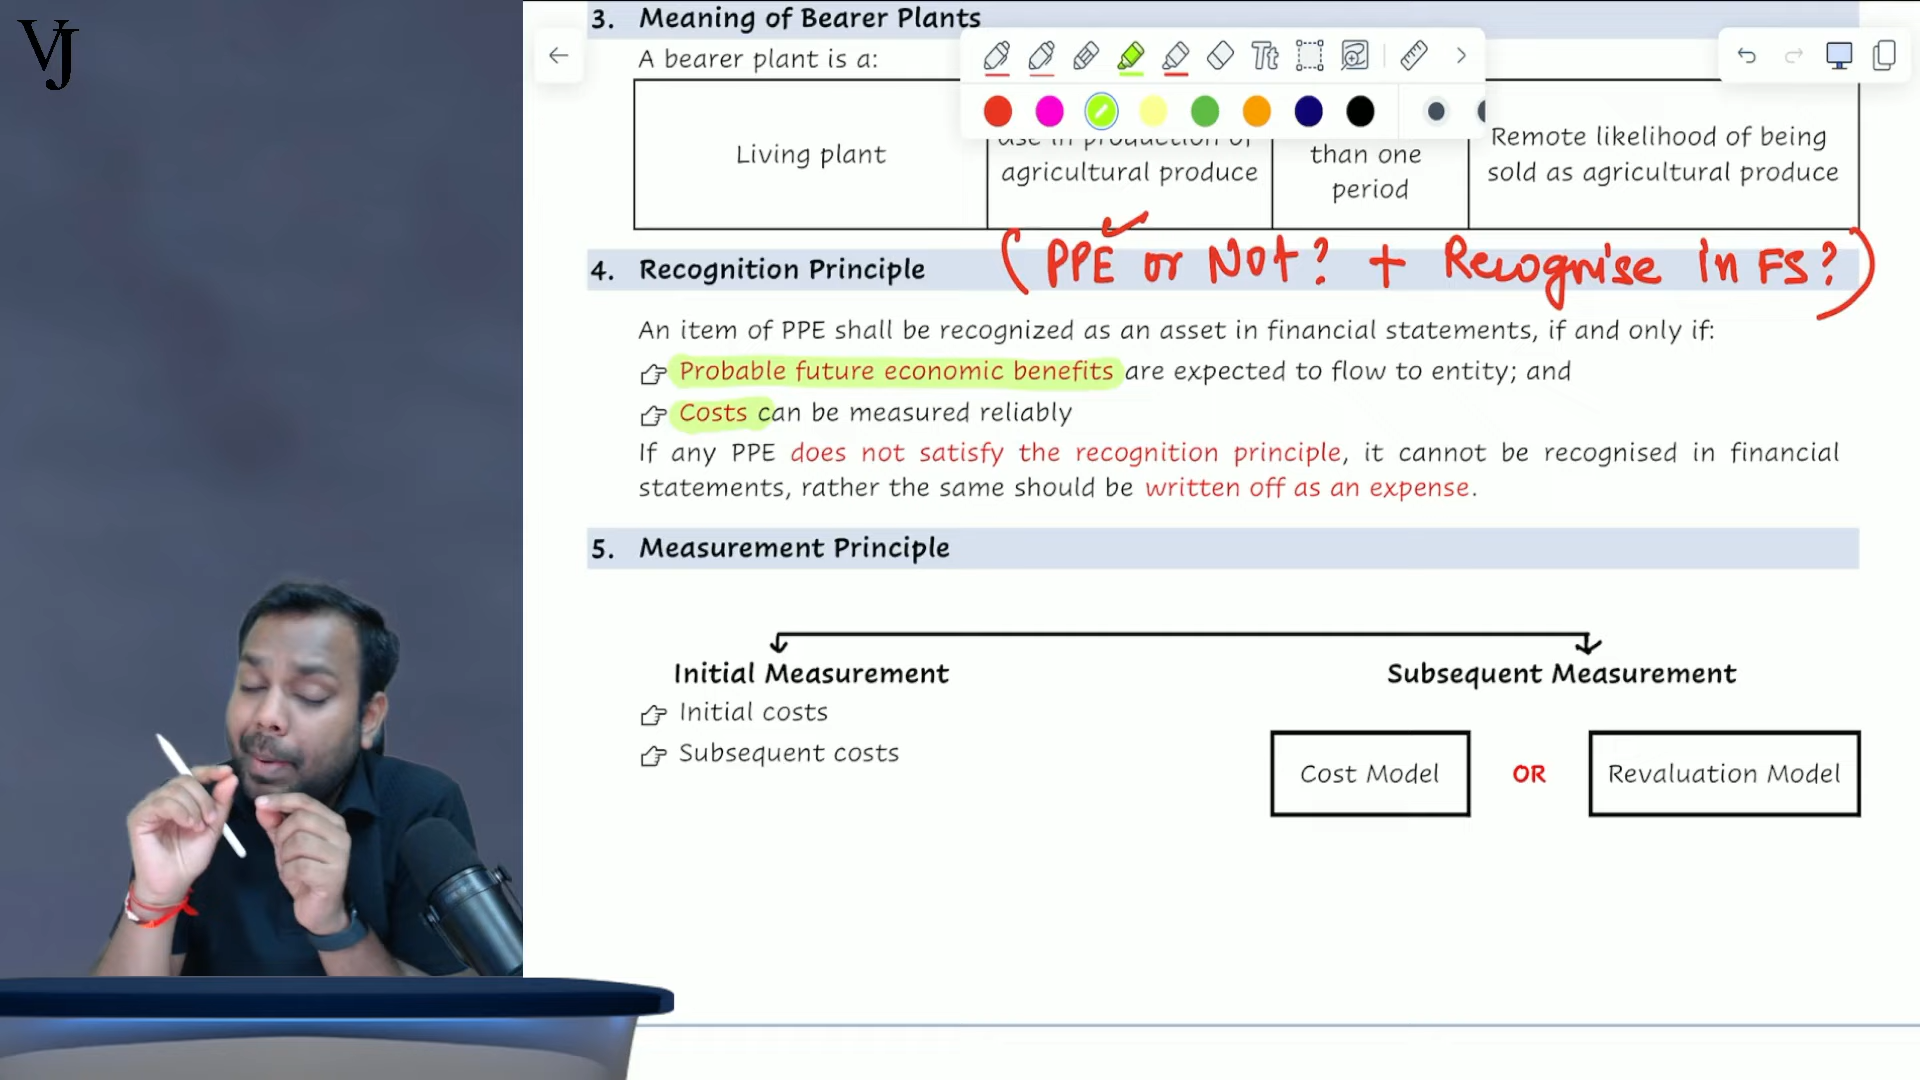 VJ
3. Meaning of Bearer Plants
A bearer plant is a:
Living plant
use in production of
agricultural produce
than one
period
Remote likelihood of being
sold as agricultural produce
4. Recognition Principle
(PPE or Not? + Recognise in FS?)
An item of PPE shall be recognized as an asset in financial statements, if and only if:
Probable future economic benefits are expected to flow to entity; and
Costs can be measured reliably
If any PPE does not satisfy the recognition principle, it cannot be recognised in financial
statements, rather the same should be written off as an expense.
5. Measurement Principle
Initial Measurement
Initial costs
Subsequent costs
Subsequent Measurement
Cost Model OR Revaluation Model
Tt